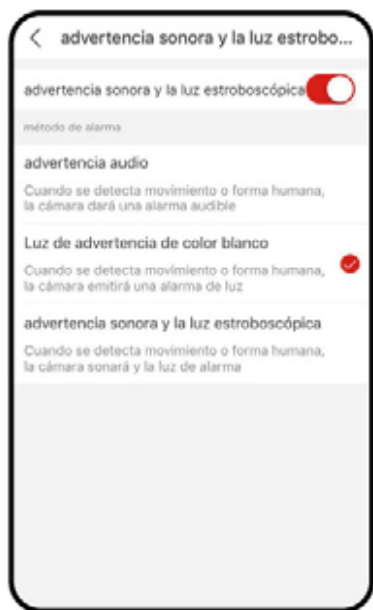 advertencia sonora y la luz estrobo...
advertencia sonora y la luz estroboscópica
método de alarma
advertencia audio
Cuando se detecta movimiento o forma humana,
la cámara dará una alarma audible
Luz de advertencia de color blanco
Cuando se detecta movimiento o forma humana,
la cámara emitirá una alarma de luz
advertencia sonora y la luz estroboscópica
Cuando se detecta movimiento o forma humana,
la cámara sonará y la luz de alarma